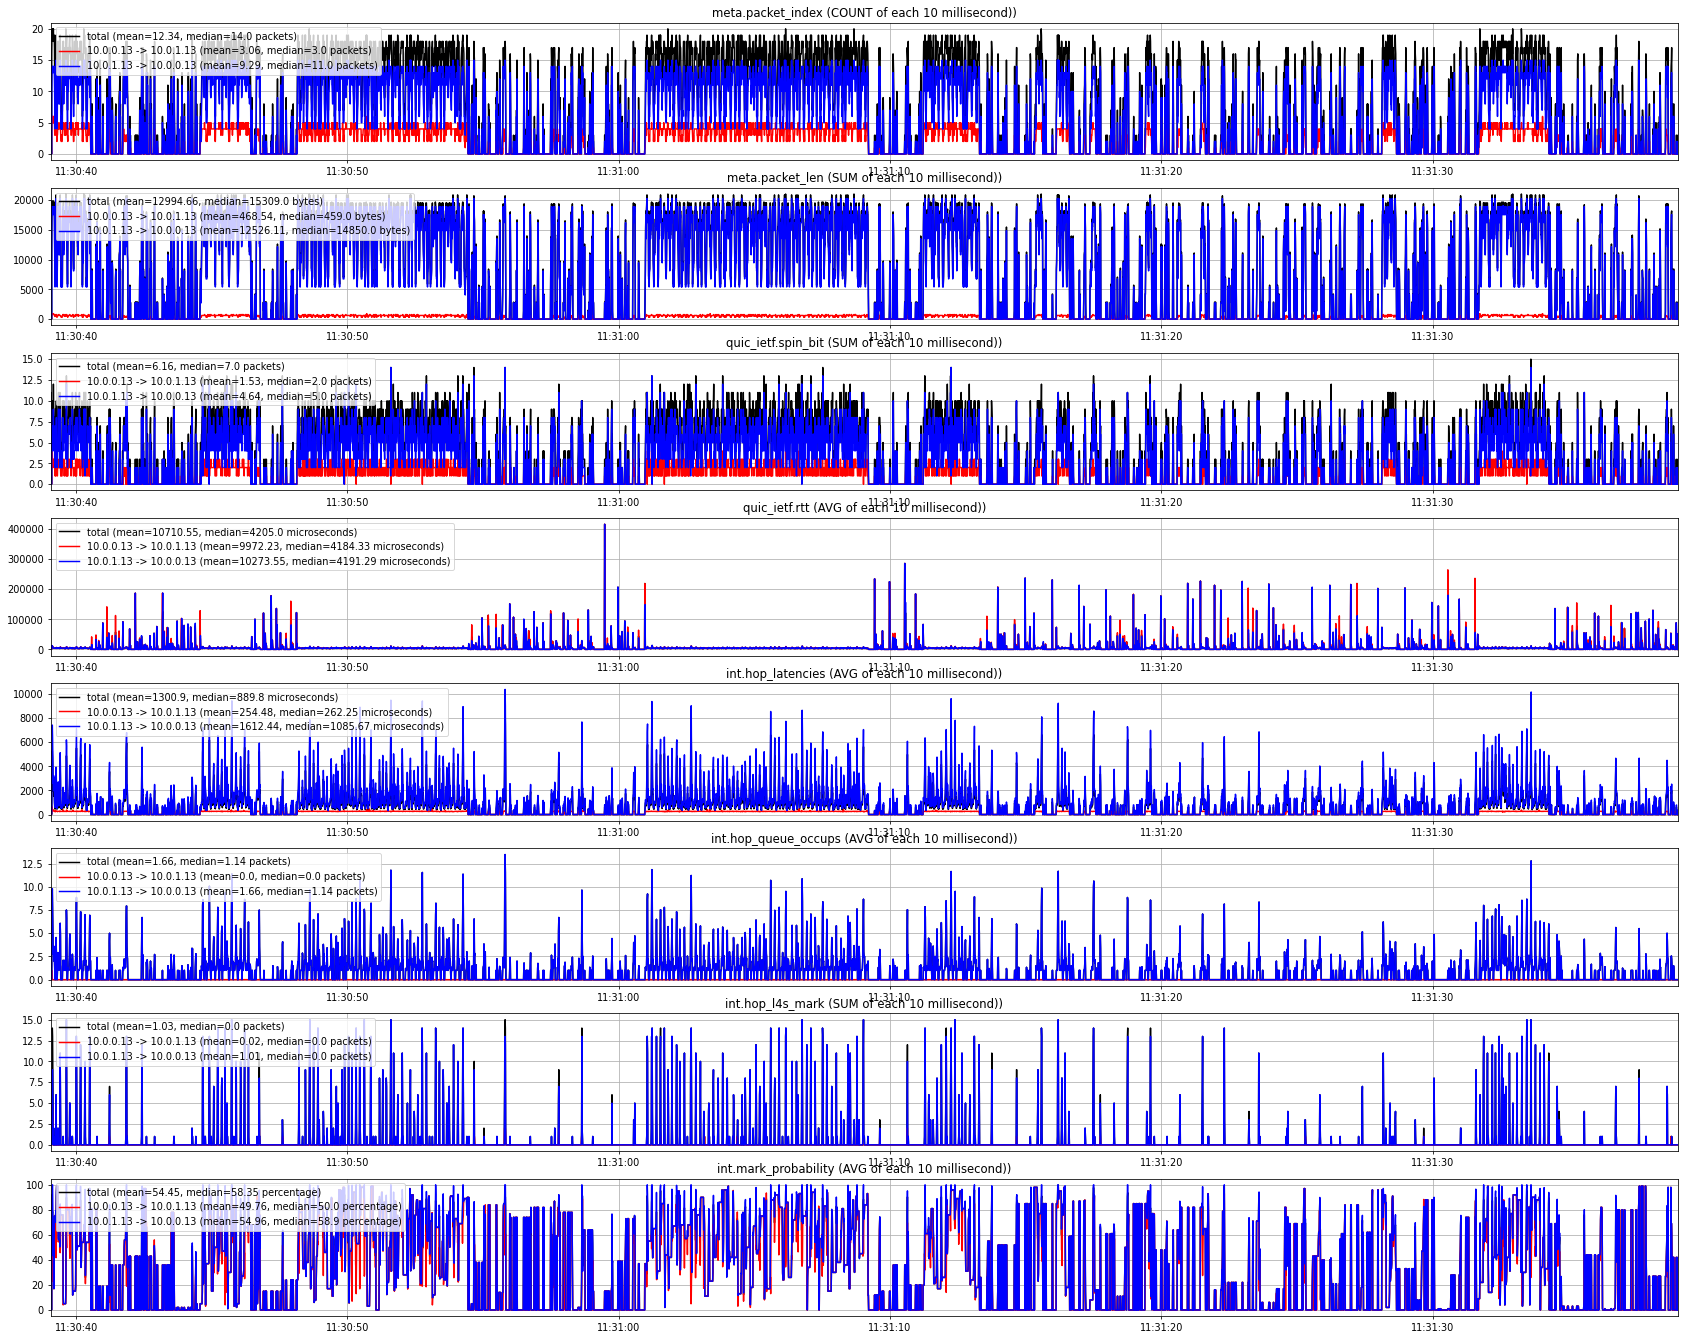 meta.packet_index (COUNT of each 10 millisecond))
20
15
10
5
0
total (mean=12.34, median=14.0 packets)
10.0.0.13 -> 10.0.1.13 (mean=3.06, median=3.0 packets)
10.0.1.13 -> 10.0.0.13 (mean=9.29, median=11.0 packets)
11:30:40 11:30:50 11:31:00 11:31:10 11:31:20 11:31:30
meta.packet_len (SUM of each 10 millisecond))
20000
15000
10000
5000
0
total (mean=12994.66, median=15309.0 bytes)
10.0.0.13 -> 10.0.1.13 (mean=468.54, median=459.0 bytes)
10.0.1.13 -> 10.0.0.13 (mean=12526.11, median=14850.0 bytes)
11:30:40 11:30:50 11:31:00 11:31:10 11:31:20 11:31:30
quic_ietf.spin_bit (SUM of each 10 millisecond))
15.0
12.5
10.0
7.5
5.0
2.5
0.0
total (mean=6.16, median=7.0 packets)
10.0.0.13 -> 10.0.1.13 (mean=1.53, median=2.0 packets)
10.0.1.13 -> 10.0.0.13 (mean=4.64, median=5.0 packets)
11:30:40 11:30:50 11:31:00 11:31:10 11:31:20 11:31:30
quic_ietf.rtt (AVG of each 10 millisecond))
400000
300000
200000
100000
0
total (mean=10710.55, median=4205.0 microseconds)
10.0.0.13 -> 10.0.1.13 (mean=9972.23, median=4184.33 microseconds)
10.0.1.13 -> 10.0.0.13 (mean=10273.55, median=4191.29 microseconds)
11:30:40 11:30:50 11:31:00 11:31:10 11:31:20 11:31:30
int.hop_latencies (AVG of each 10 millisecond))
10000
8000
6000
4000
2000
0
total (mean=1300.9, median=889.8 microseconds)
10.0.0.13 -> 10.0.1.13 (mean=254.48, median=262.25 microseconds)
10.0.1.13 -> 10.0.0.13 (mean=1612.44, median=1085.67 microseconds)
11:30:40 11:30:50 11:31:00 11:31:10 11:31:20 11:31:30
int.hop_queue_occups (AVG of each 10 millisecond))
12.5
10.0
7.5
5.0
2.5
0.0
total (mean=1.66, median=1.14 packets)
10.0.0.13 -> 10.0.1.13 (mean=0.0, median=0.0 packets)
10.0.1.13 -> 10.0.0.13 (mean=1.66, median=1.14 packets)
11:30:40 11:30:50 11:31:00 11:31:10 11:31:20 11:31:30
int.hop_l4s_mark (SUM of each 10 millisecond))
15.0
12.5
10.0
7.5
5.0
2.5
0.0
total (mean=1.03, median=0.0 packets)
10.0.0.13 -> 10.0.1.13 (mean=0.02, median=0.0 packets)
10.0.1.13 -> 10.0.0.13 (mean=1.01, median=0.0 packets)
11:30:40 11:30:50 11:31:00 11:31:10 11:31:20 11:31:30
int.mark_probability (AVG of each 10 millisecond))
100
80
60
40
20
0
total (mean=54.45, median=58.35 percentage)
10.0.0.13 -> 10.0.1.13 (mean=49.76, median=50.0 percentage)
10.0.1.13 -> 10.0.0.13 (mean=54.96, median=58.9 percentage)
11:30:40 11:30:50 11:31:00 11:31:10 11:31:20 11:31:30